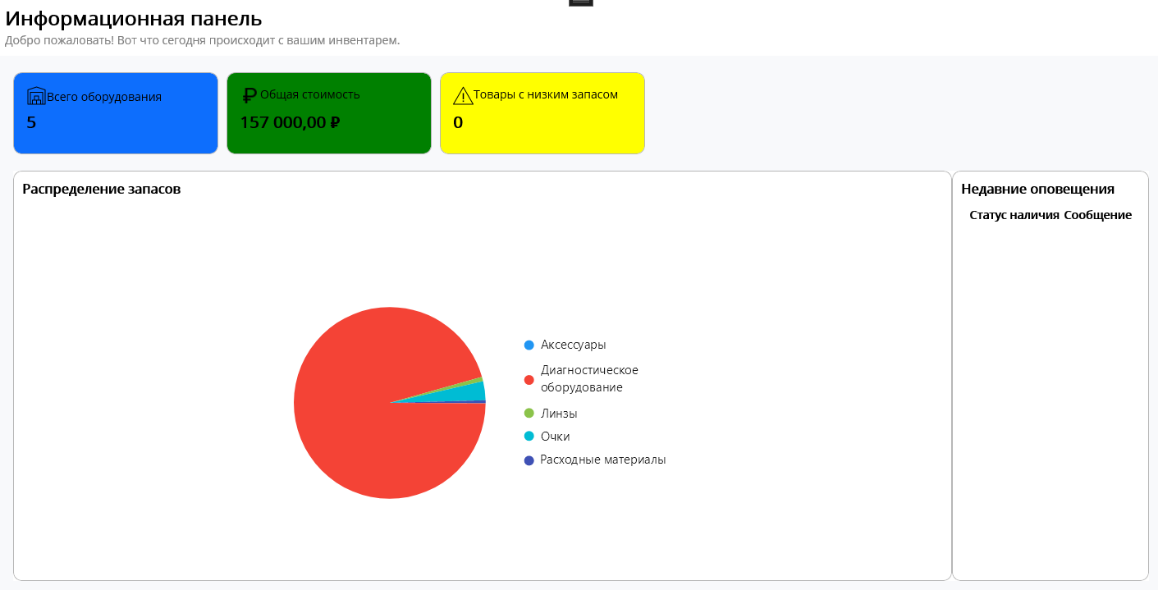 Информационная панель
Добро пожаловать! Вот что сегодня происходит с вашим инвентарем.
Всего оборудования
5
Общая стоимость
157 000,00 ₽
Товары с низким запасом
0
Распределение запасов
Аксессуары
Диагностическое
оборудование
Линзы
Очки
Расходные материалы
Недавние оповещения
Статус наличия Сообщение